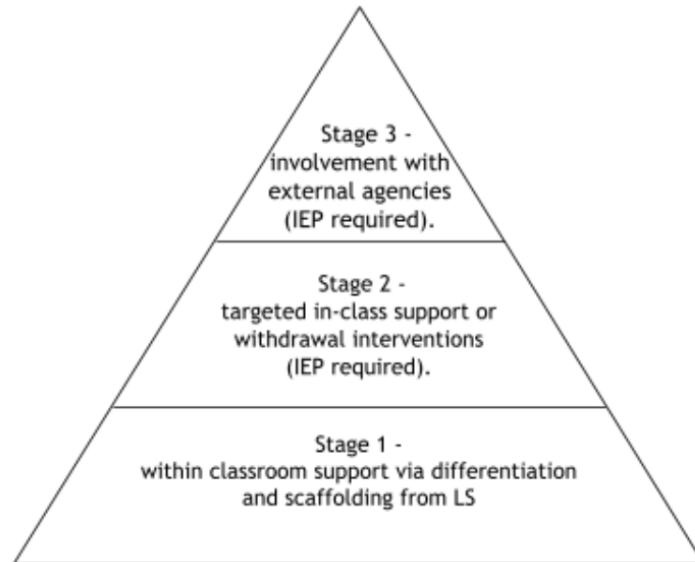 Stage 3 -
involvement with
external agencies
(IEP required).
Stage 2 -
targeted in-class support or
withdrawal interventions
(IEP required).
Stage 1 -
within classroom support via differentiation
and scaffolding from LS